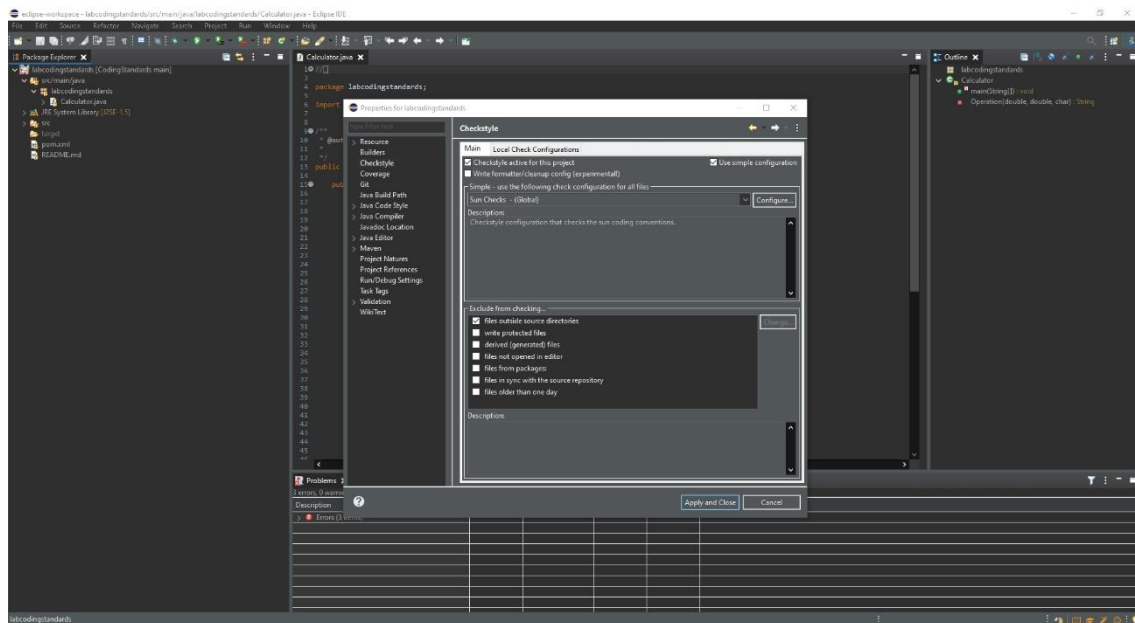 eclipse-workspace - labcodingstandards/src/main/java/labcodingstandards/Calculator.java - Eclipse IDE
File Edit Source Refactor Navigate Search Project Run Window Help
Package Explorer
labcodingstandards [CodingStandards main]
src/main/java
labcodingstandards
Calculator.java
JRE System Library [J2SE-1.5]
src
target
pom.xml
README.md
Calculator.java
package labcodingstandards;
import
/**
*/
public
Properties for labcodingstandards
type filter text
Resource
Builders
Checkstyle
Coverage
Git
Java Build Path
Java Code Style
Java Compiler
Javadoc Location
Java Editor
Maven
Project Natures
Project References
Run/Debug Settings
Task Tags
Validation
WikiText
Checkstyle
Main Local Check Configurations
Checkstyle active for this project Use simple configuration
Write formatter/cleanup config (experimental!)
Simple - use the following check configuration for all files
Sun Checks - (Global) Configure...
Description:
Checkstyle configuration that checks the sun coding conventions.
Exclude from checking...
files outside source directories Change...
write protected files
derived (generated) files
files not opened in editor
files from packages:
files in sync with the source repository
files older than one day
Description:
Apply and Close Cancel
Outline
labcodingstandards
Calculator
main(String[]) : void
Operation(double, double, char) : String
Problems
3 errors, 0
Description
Errors (3
labcodingstandards